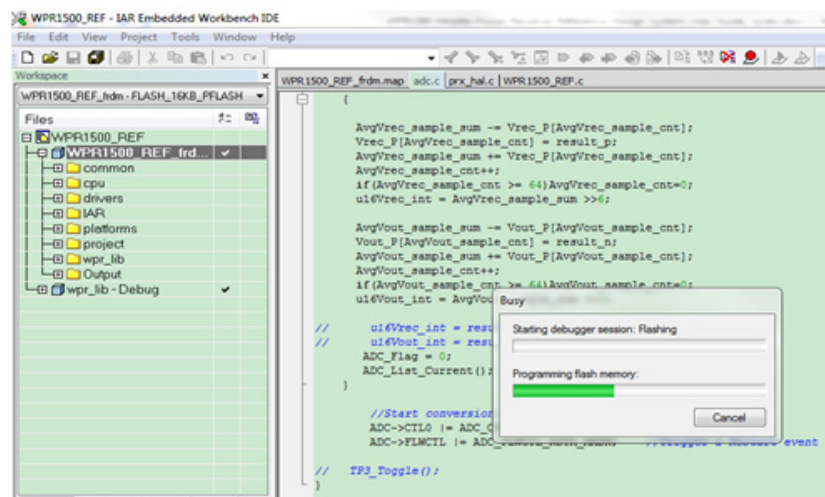 WPR1500_REF - IAR Embedded Workbench IDE
File Edit View Project Tools Window Help
Workspace
WPR1500_REF_frdm - FLASH_16KB_PFLASH
Files
WPR1500_REF
WPR1500_REF_frd...
common
cpu
drivers
IAR
platforms
project
wpr_lib
Output
wpr_lib - Debug
WPR1500_REF_frdm.map adc.c prx_hal.c WPR1500_REF.c
{
AvgVrec_sample_sum -= Vrec_P[AvgVrec_sample_cnt];
Vrec_P[AvgVrec_sample_cnt] = result_p;
AvgVrec_sample_sum += Vrec_P[AvgVrec_sample_cnt];
AvgVrec_sample_cnt++;
if(AvgVrec_sample_cnt >= 64)AvgVrec_sample_cnt=0;
u16Vrec_int = AvgVrec_sample_sum >>6;
AvgVout_sample_sum -= Vout_P[AvgVout_sample_cnt];
Vout_P[AvgVout_sample_cnt] = result_n;
AvgVout_sample_sum += Vout_P[AvgVout_sample_cnt];
AvgVout_sample_cnt++;
if(AvgVout_sample_cnt >= 64)AvgVout_sample_cnt=0;
u16Vout_int = AvgVou
// u16Vrec_int = resu
// u16Vout_int = resu
ADC_Flag = 0;
ADC_List_Current();
}
//Start conversion
ADC->CTL0 |= ADC_C
ADC->FLWCTL |= event
// TP3_Toggle();
}
Busy
Starting debugger session: Flashing
Programming flash memory:
Cancel